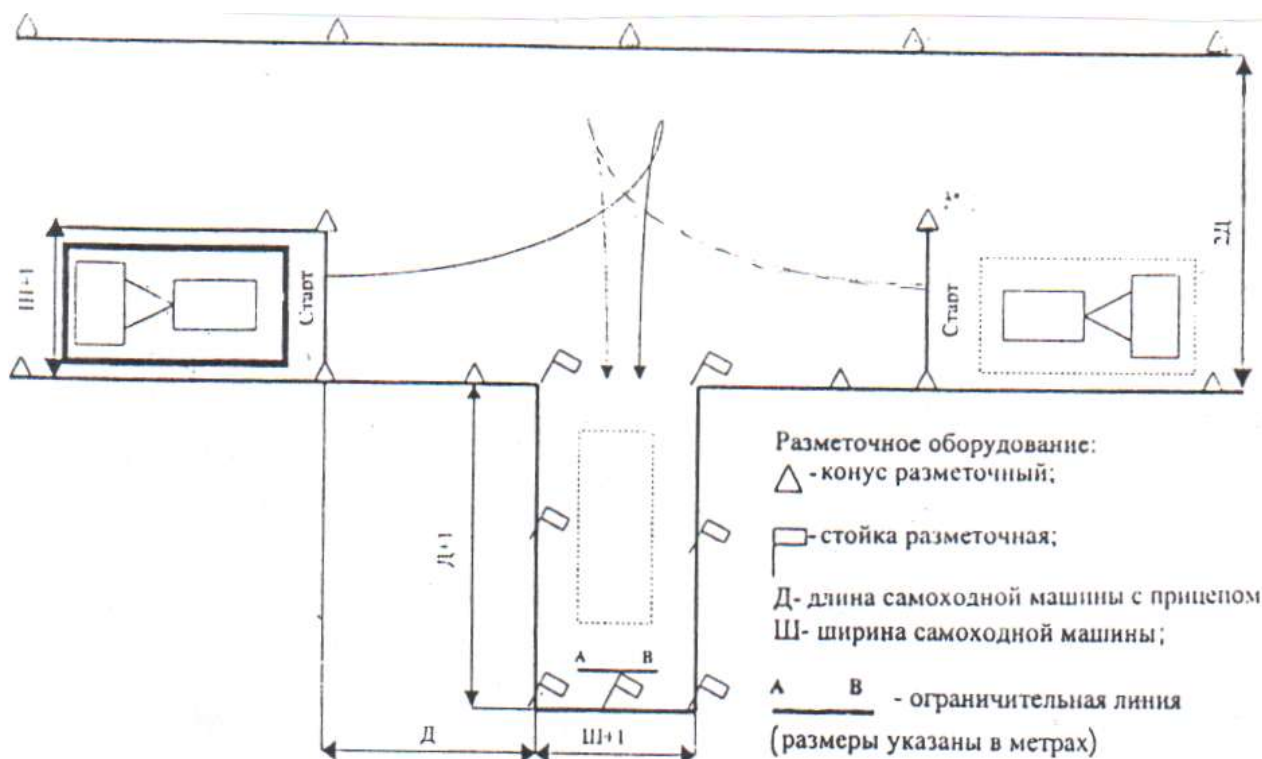 Ш+1
Старт
Старт
2Д
Д+1
А В
Д
Ш+1
Разметочное оборудование:
- конус разметочный;
- стойка разметочная;
Д- длина самоходной машины с прицепом
Ш- ширина самоходной машины;
А В - ограничительная линия
(размеры указаны в метрах)